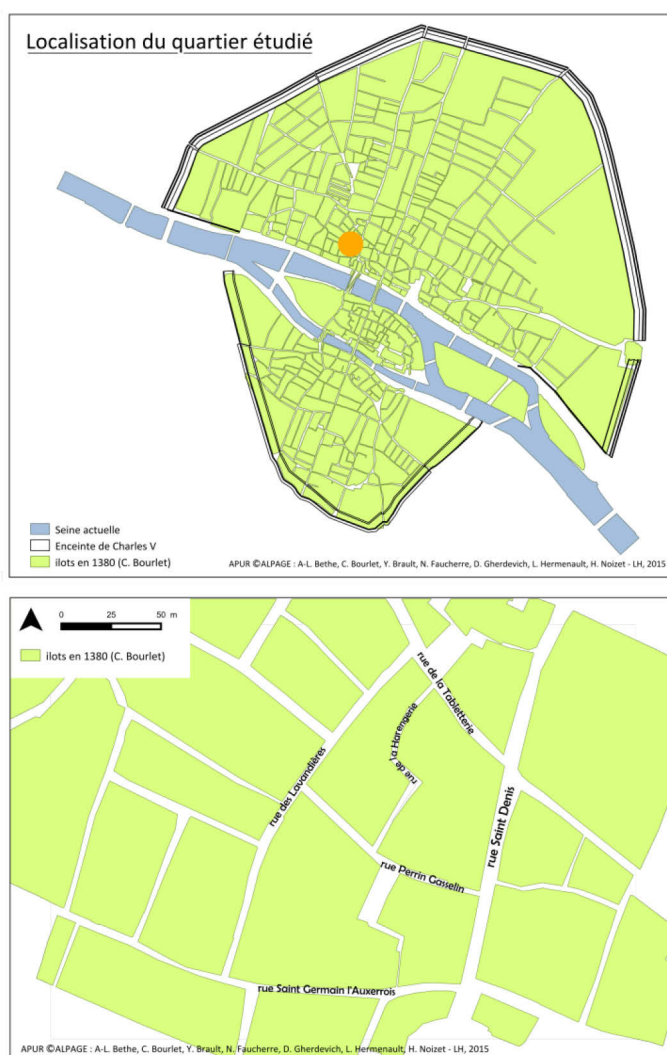 Localisation du quartier étudié
Seine actuelle
Enceinte de Charles V
ilots en 1380 (C. Bourlet)
APUR ©ALPAGE : A-L. Bethe, C. Bourlet, Y. Brault, N. Faucherre, D. Gherdevich, L. Hermenault, H. Noizet - LH, 2015
0 25 50 m
ilots en 1380 (C. Bourlet)
rue de la Tabletterie
rue de la Harengerie
rue des Lavandières
rue Saint Denis
rue Perrin Gasselin
rue Saint Germain l'Auxerrois
APUR ©ALPAGE : A-L. Bethe, C. Bourlet, Y. Brault, N. Faucherre, D. Gherdevich, L. Hermenault, H. Noizet - LH, 2015